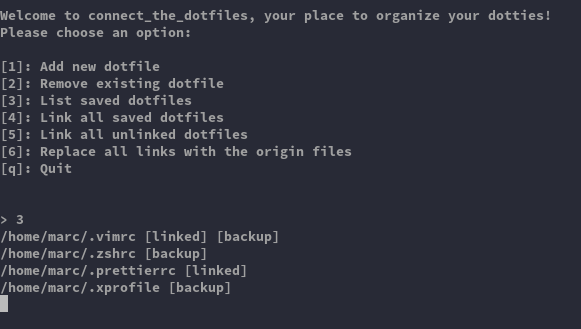 Welcome to connect_the_dotfiles, your place to organize your dotties!
Please choose an option:
[1]: Add new dotfile
[2]: Remove existing dotfile
[3]: List saved dotfiles
[4]: Link all saved dotfiles
[5]: Link all unlinked dotfiles
[6]: Replace all links with the origin files
[q]: Quit
> 3
/home/marc/.vimrc [linked] [backup]
/home/marc/.zshrc [backup]
/home/marc/.prettierrc [linked]
/home/marc/.xprofile [backup]